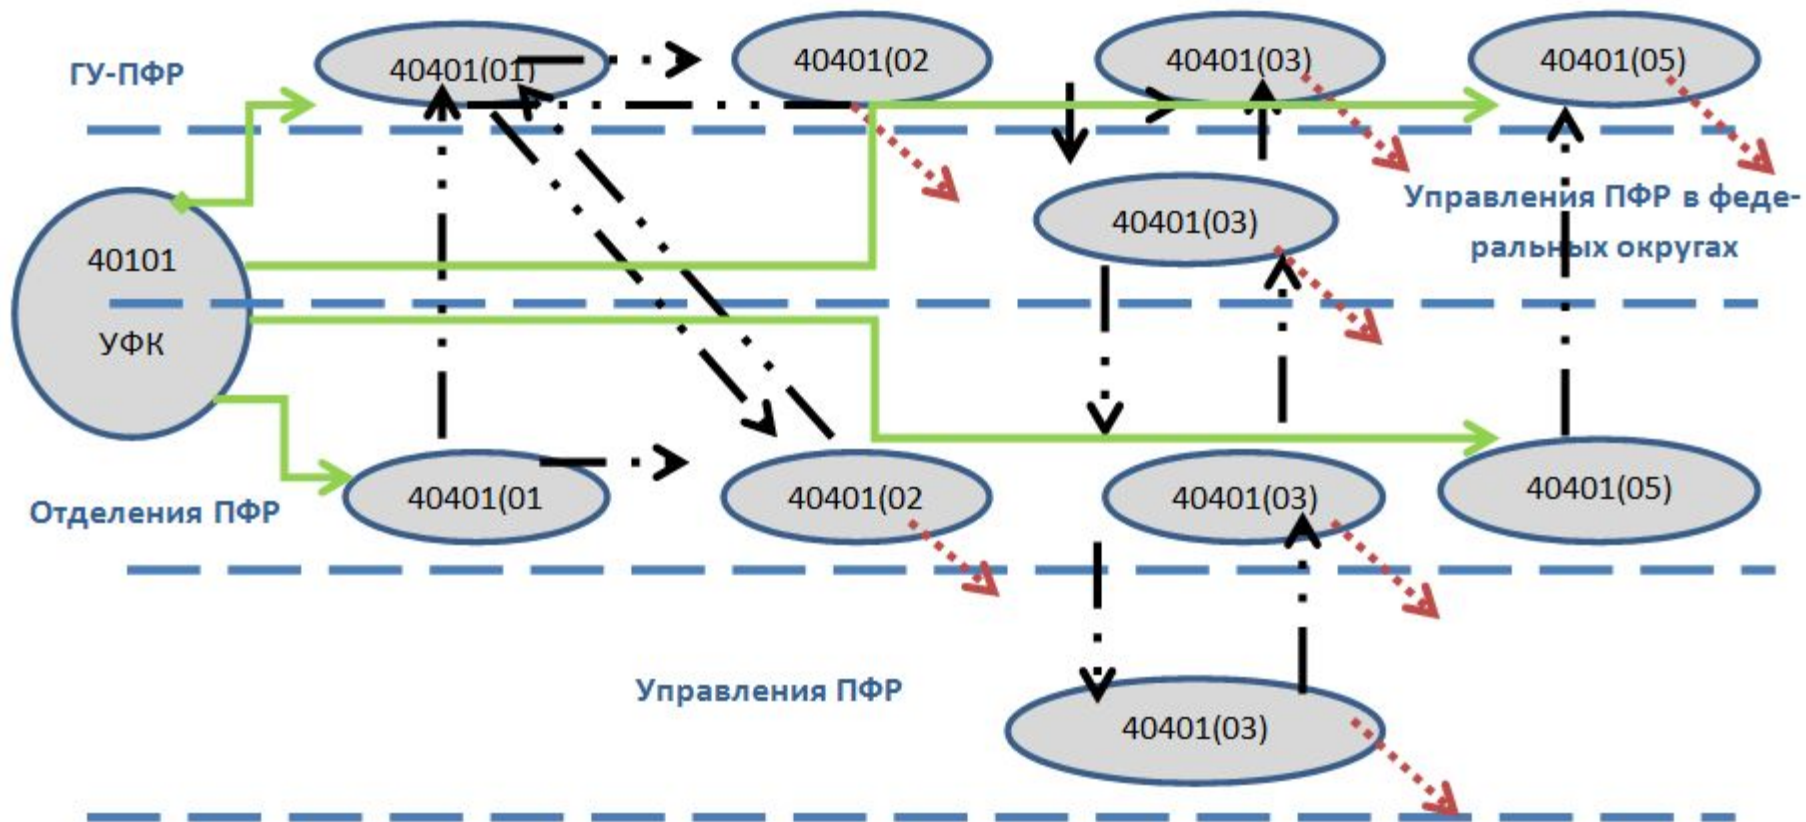 ГУ-ПФР
40401(01)
40401(02
40401(03)
40401(05)
Управления ПФР в феде-
ральных округах
40401(03)
40101
УФК
Отделения ПФР
40401(01
40401(02
40401(03)
40401(05)
Управления ПФР
40401(03)